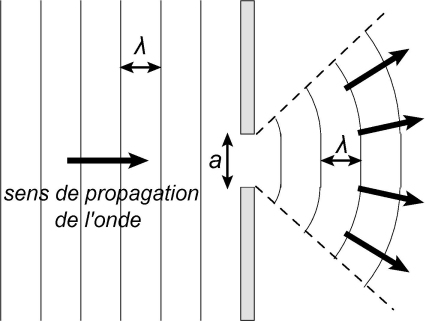 λ
a
λ
sens de propagation
de l'onde